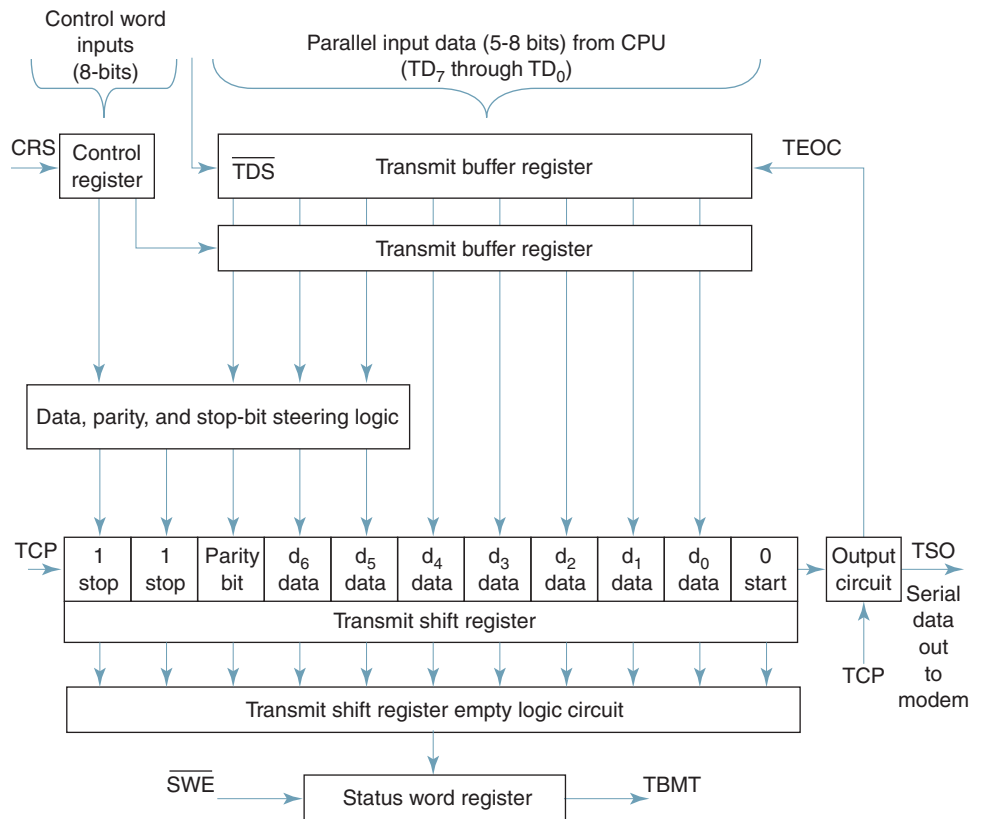 Control word
inputs
(8-bits)
Parallel input data (5-8 bits) from CPU
(TD₇ through TD₀)
CRS
Control
register
T̅D̅S̅
Transmit buffer register
TEOC
Transmit buffer register
Data, parity, and stop-bit steering logic
TCP
1
stop
1
stop
Parity
bit
d₆
data
d₅
data
d₄
data
d₃
data
d₂
data
d₁
data
d₀
data
0
start
Output
circuit
TSO
Serial
data
out
to
modem
Transmit shift register
TCP
Transmit shift register empty logic circuit
S̅W̅E̅
Status word register
TBMT